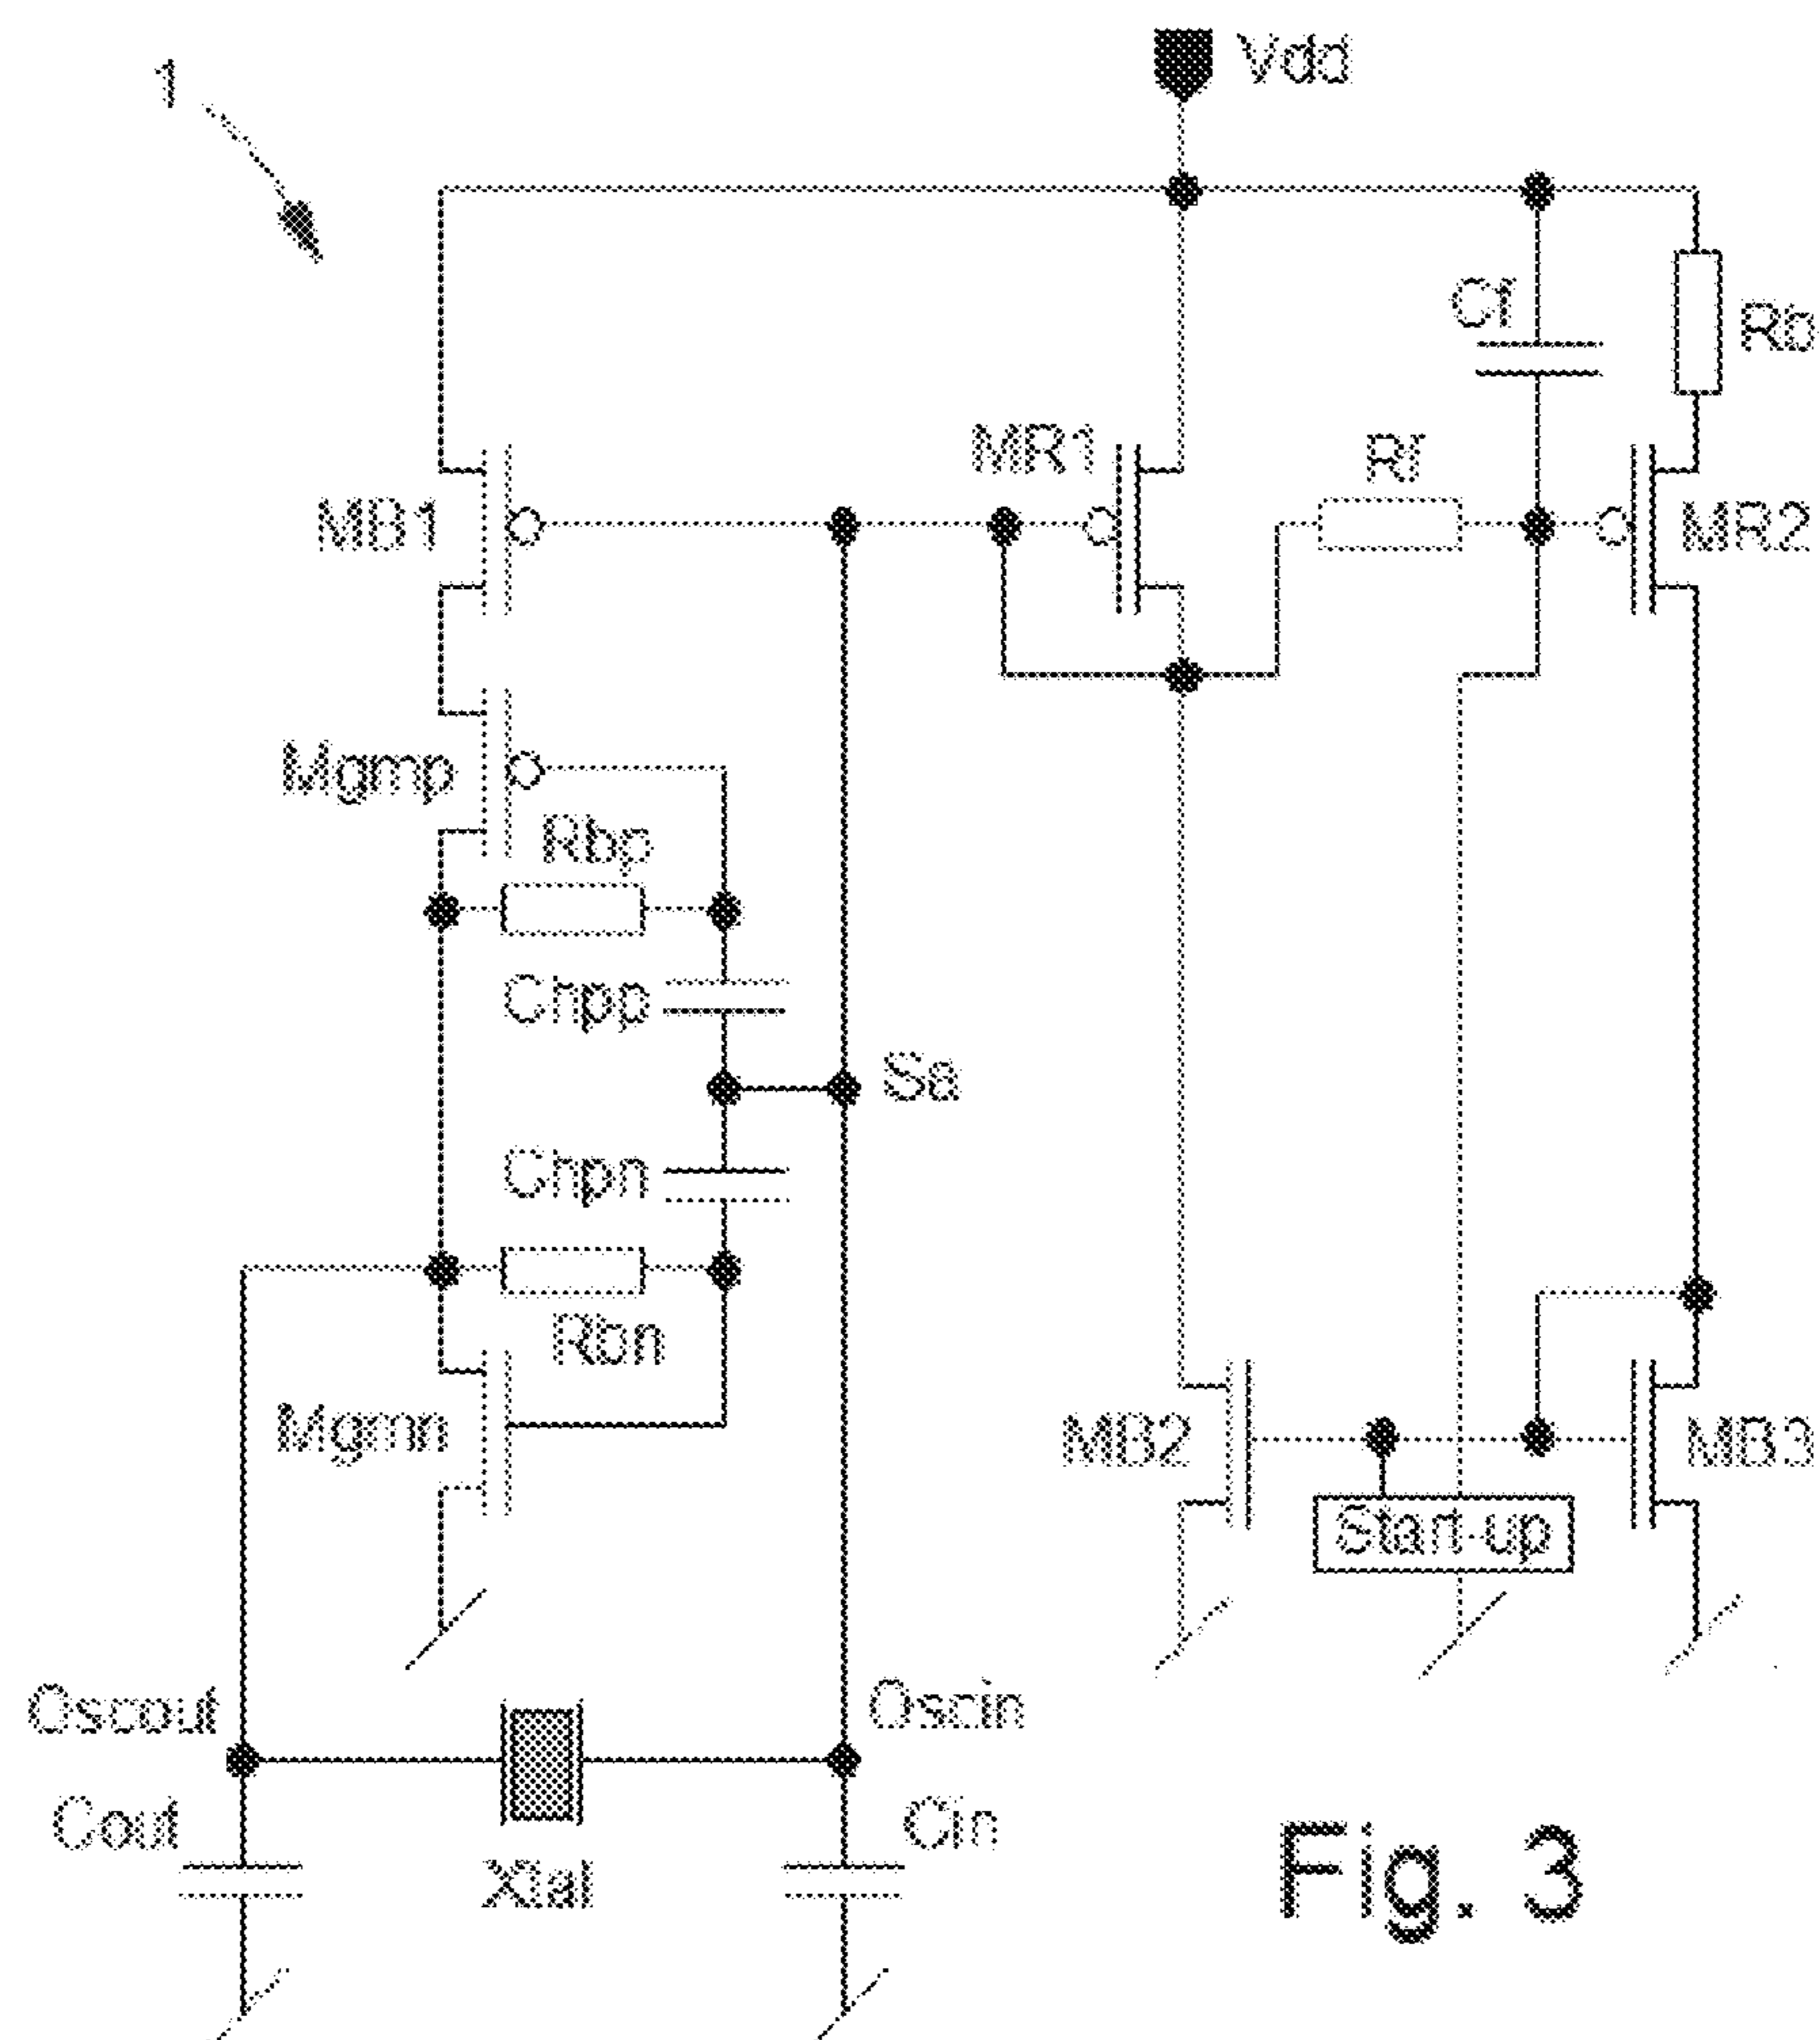 1
Vdd
Cf
Rb
MR1
Rf
MB1
MR2
Mgmp
Rbp
Chpp
Sa
Chpn
Rbn
Mgmn
MB2
MB3
Start-up
Oscout
Oscin
Cout
Cin
Xtal
Fig. 3